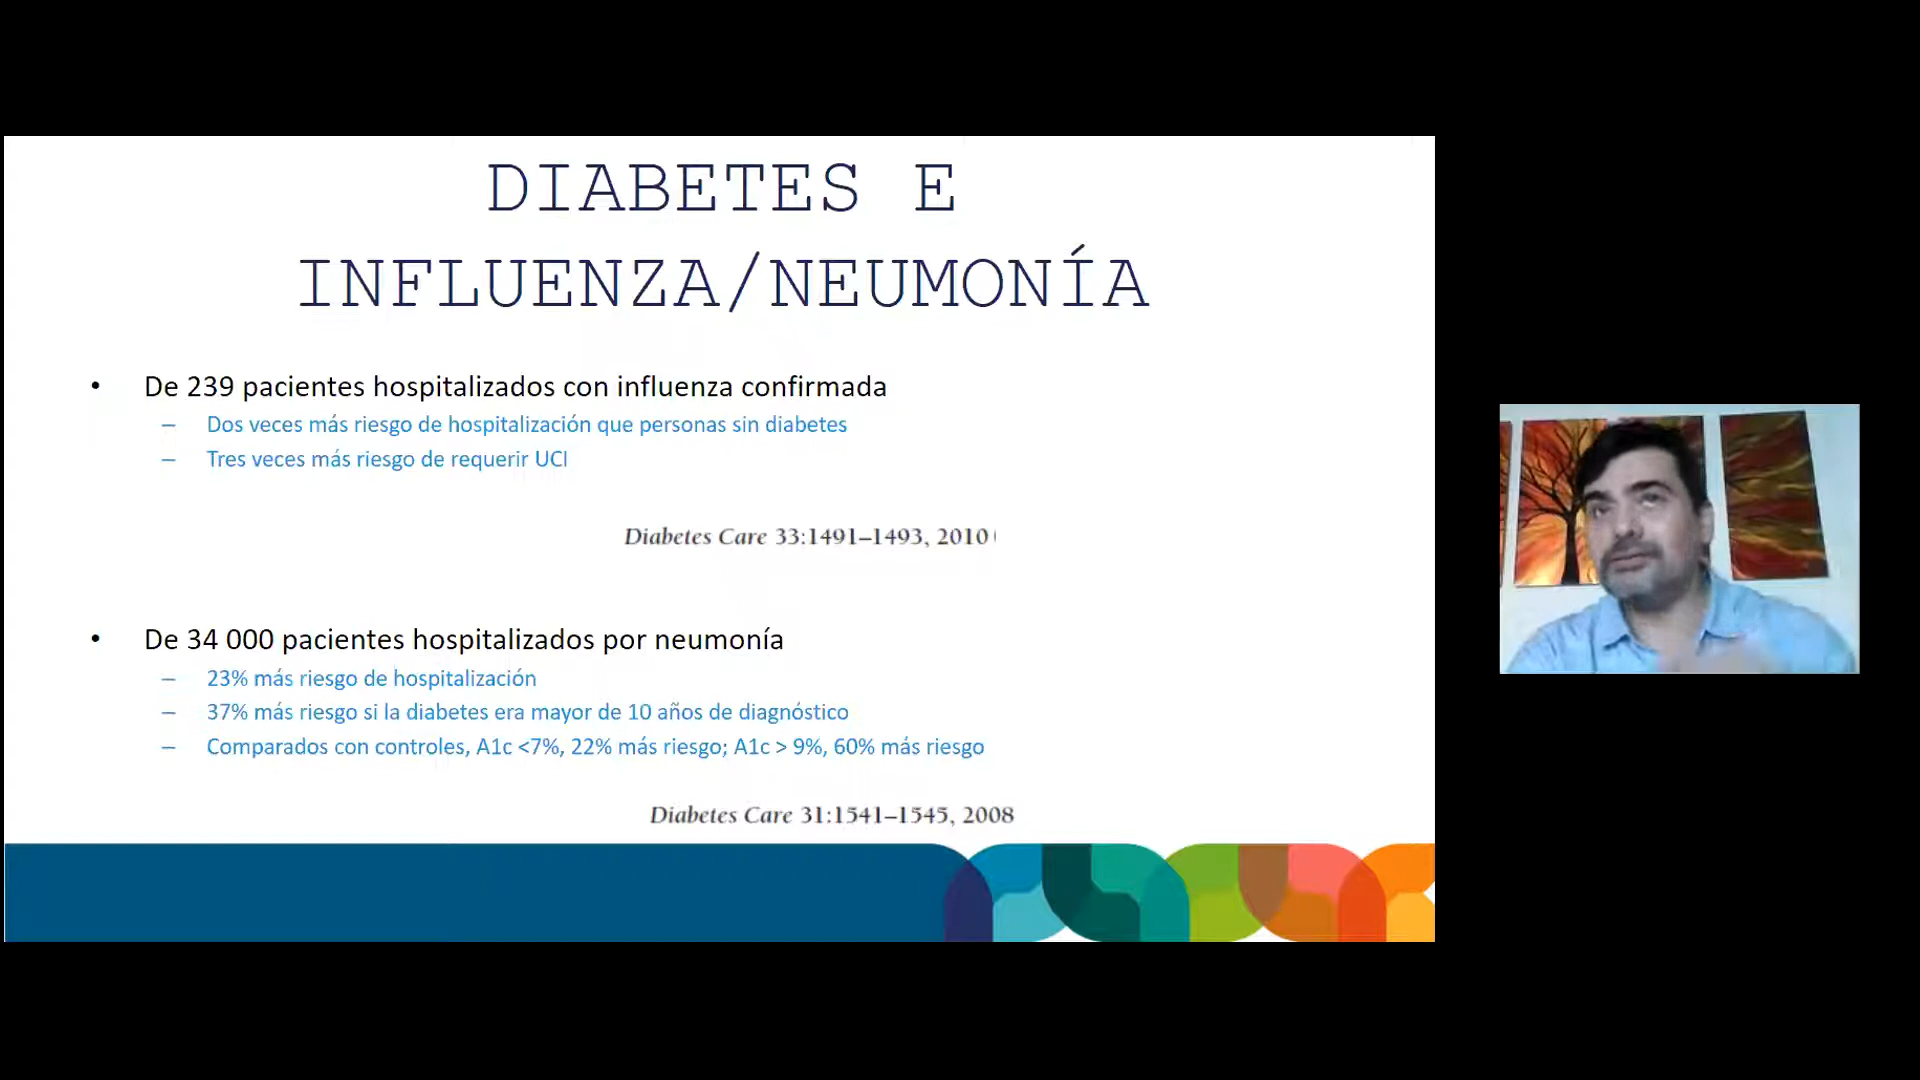 DIABETES E
INFLUENZA/NEUMONÍA
• De 239 pacientes hospitalizados con influenza confirmada
– Dos veces más riesgo de hospitalización que personas sin diabetes
– Tres veces más riesgo de requerir UCI
Diabetes Care 33:1491–1493, 2010
• De 34 000 pacientes hospitalizados por neumonía
– 23% más riesgo de hospitalización
– 37% más riesgo si la diabetes era mayor de 10 años de diagnóstico
– Comparados con controles, A1c <7%, 22% más riesgo; A1c > 9%, 60% más riesgo
Diabetes Care 31:1541–1545, 2008